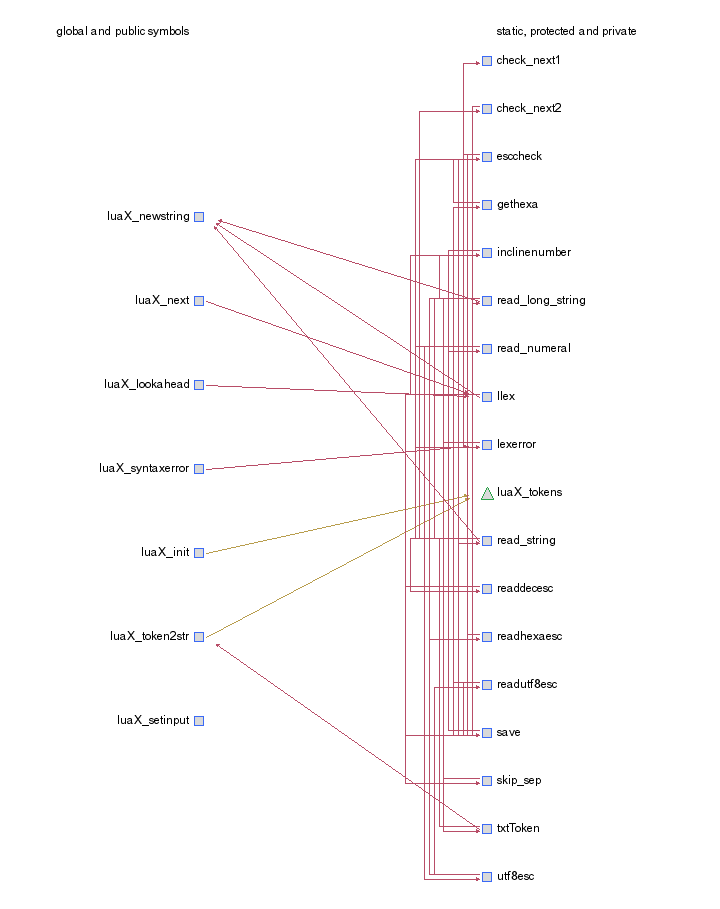 global and public symbols
static, protected and private
check_next1
check_next2
esccheck
gethexa
luaX_newstring
inclinenumber
luaX_next
read_long_string
read_numeral
luaX_lookahead
llex
lexerror
luaX_syntaxerror
luaX_tokens
read_string
luaX_init
readdecesc
luaX_token2str
readhexaesc
readutf8esc
luaX_setinput
save
skip_sep
txtToken
utf8esc